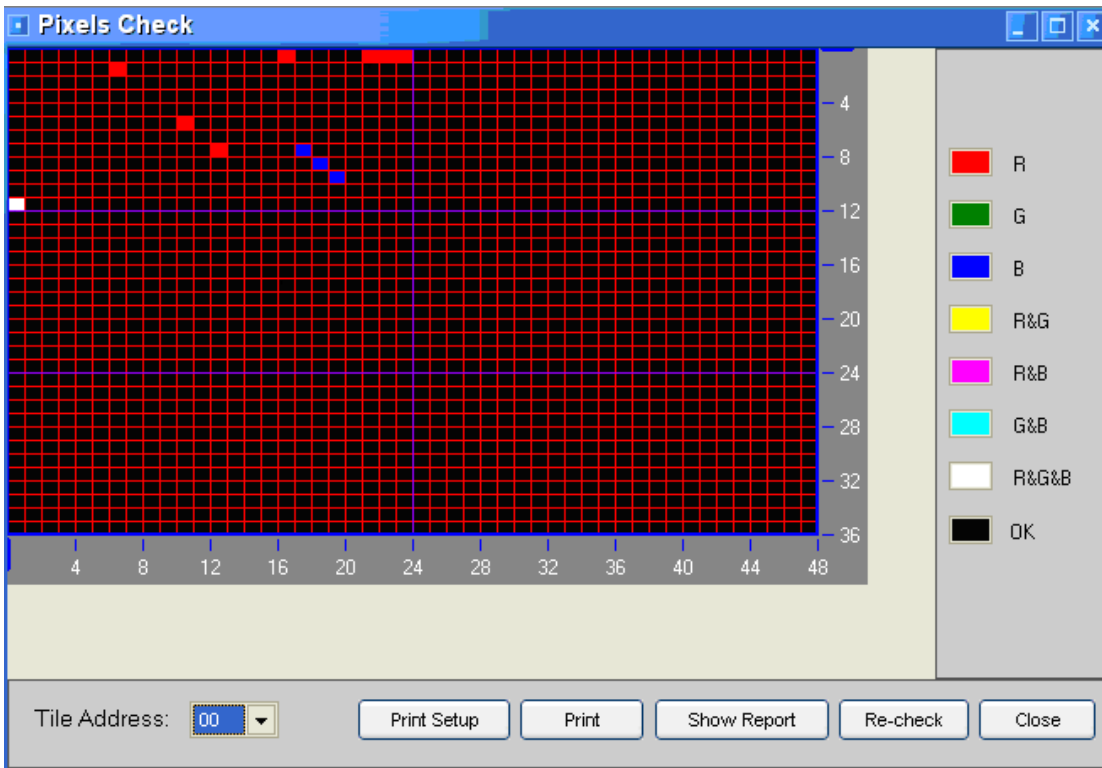 Pixels Check
4
8
12
16
20
24
28
32
36
4 8 12 16 20 24 28 32 36 40 44 48
R
G
B
R&G
R&B
G&B
R&G&B
OK
Tile Address: 00 Print Setup Print Show Report Re-check Close